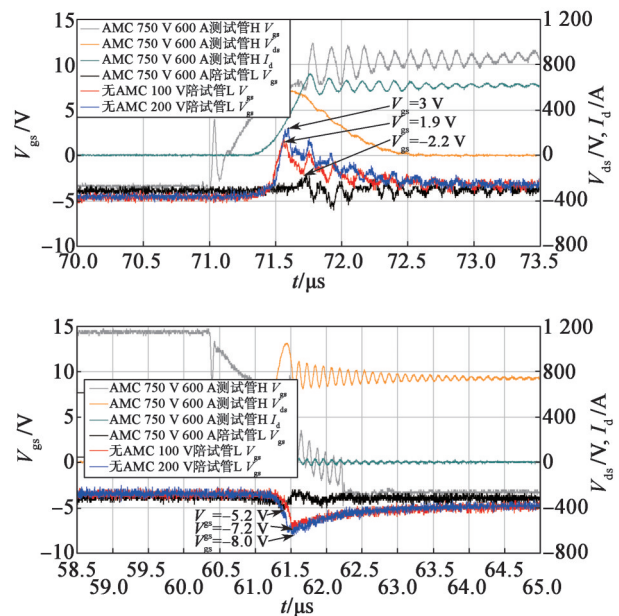 AMC 750 V 600 A测试管H Vgs
AMC 750 V 600 A测试管H Vds
AMC 750 V 600 A测试管H Id
AMC 750 V 600 A陪试管L Vgs
无AMC 100 V陪试管L Vgs
无AMC 200 V陪试管L Vgs
Vgs=3 V
Vgs=1.9 V
Vgs=−2.2 V
15
10
5
0
−5
−10
Vgs/V
1 200
800
400
0
−400
−800
Vds/V, Id/A
70.0 70.5 71.0 71.5 72.0 72.5 73.0 73.5
t/μs
AMC 750 V 600 A测试管H Vgs
AMC 750 V 600 A测试管H Vds
AMC 750 V 600 A测试管H Id
AMC 750 V 600 A陪试管L Vgs
无AMC 100 V陪试管L Vgs
无AMC 200 V陪试管L Vgs
Vgs=−5.2 V
Vgs=−7.2 V
Vgs=−8.0 V
15
10
5
0
−5
−10
Vgs/V
1 200
800
400
0
−400
−800
Vds/V, Id/A
58.5 59.5 60.5 61.5 62.5 63.5 64.5
59.0 60.0 61.0 62.0 63.0 64.0 65.0
t/μs